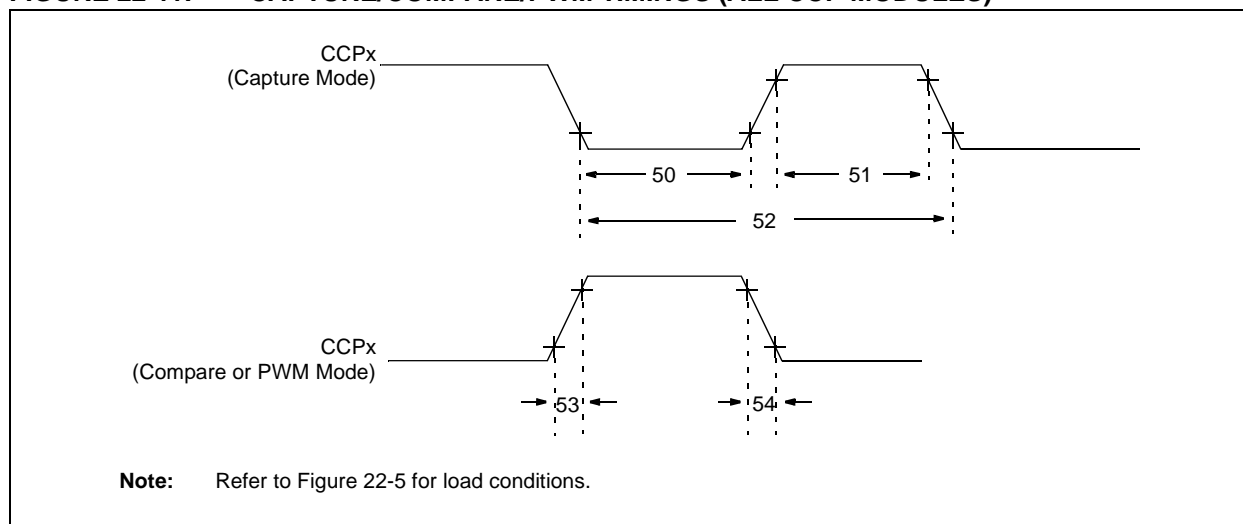 CCPx
(Capture Mode)
50
51
52
CCPx
(Compare or PWM Mode)
53
54
Note: Refer to Figure 22-5 for load conditions.